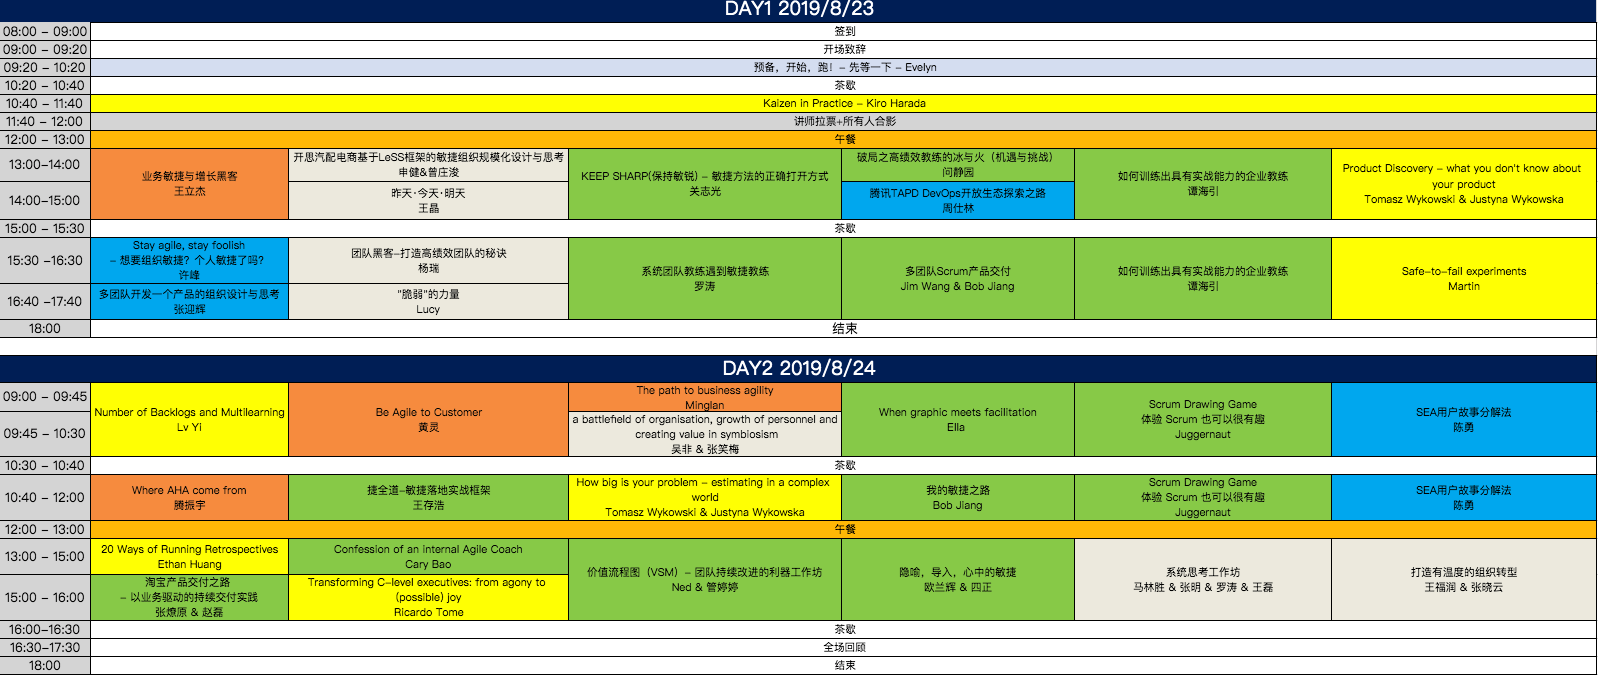 DAY1 2019/8/23
08:00 - 09:00
签到
09:00 - 09:20
开场致辞
09:20 - 10:20
预备，开始，跑！- 先等一下 - Evelyn
10:20 - 10:40
茶歇
10:40 - 11:40
Kaizen in Practice - Kiro Harada
11:40 - 12:00
讲师拉票+所有人合影
12:00 - 13:00
午餐
13:00-14:00
14:00-15:00
业务敏捷与增长黑客
王立杰
开思汽配电商基于LeSS框架的敏捷组织规模化设计与思考
申健&曾庄浚
昨天·今天·明天
王晶
KEEP SHARP(保持敏锐) - 敏捷方法的正确打开方式
关志光
破局之高绩效教练的冰与火（机遇与挑战）
问静园
腾讯TAPD DevOps开放生态探索之路
周仕林
如何训练出具有实战能力的企业教练
谭海引
Product Discovery - what you don't know about
your product
Tomasz Wykowski & Justyna Wykowska
15:00 - 15:30
茶歇
15:30 -16:30
16:40 -17:40
Stay agile, stay foolish
- 想要组织敏捷？个人敏捷了吗？
许峰
多团队开发一个产品的组织设计与思考
张迎辉
团队黑客-打造高绩效团队的秘诀
杨瑞
"脆弱"的力量
Lucy
系统团队教练遇到敏捷教练
罗涛
多团队Scrum产品交付
Jim Wang & Bob Jiang
如何训练出具有实战能力的企业教练
谭海引
Safe-to-fail experiments
Martin
18:00
结束
DAY2 2019/8/24
09:00 - 09:45
09:45 - 10:30
Number of Backlogs and Multilearning
Lv Yi
Be Agile to Customer
黄灵
The path to business agility
Minglan
a battlefield of organisation, growth of personnel and
creating value in symbiosism
吴非 & 张笑梅
When graphic meets facilitation
Ella
Scrum Drawing Game
体验 Scrum 也可以很有趣
Juggernaut
SEA用户故事分解法
陈勇
10:30 - 10:40
茶歇
10:40 - 12:00
Where AHA come from
腾振宇
捷全道-敏捷落地实战框架
王存浩
How big is your problem - estimating in a complex
world
Tomasz Wykowski & Justyna Wykowska
我的敏捷之路
Bob Jiang
Scrum Drawing Game
体验 Scrum 也可以很有趣
Juggernaut
SEA用户故事分解法
陈勇
12:00 - 13:00
午餐
13:00 - 15:00
15:00 - 16:00
20 Ways of Running Retrospectives
Ethan Huang
淘宝产品交付之路
- 以业务驱动的持续交付实践
张燎原 & 赵磊
Confession of an internal Agile Coach
Cary Bao
Transforming C-level executives: from agony to
(possible) joy
Ricardo Tome
价值流程图（VSM）- 团队持续改进的利器工作坊
Ned & 管婷婷
隐喻，导入，心中的敏捷
欧兰辉 & 四正
系统思考工作坊
马林胜 & 张明 & 罗涛 & 王磊
打造有温度的组织转型
王福润 & 张晓云
16:00-16:30
茶歇
16:30-17:30
全场回顾
18:00
结束